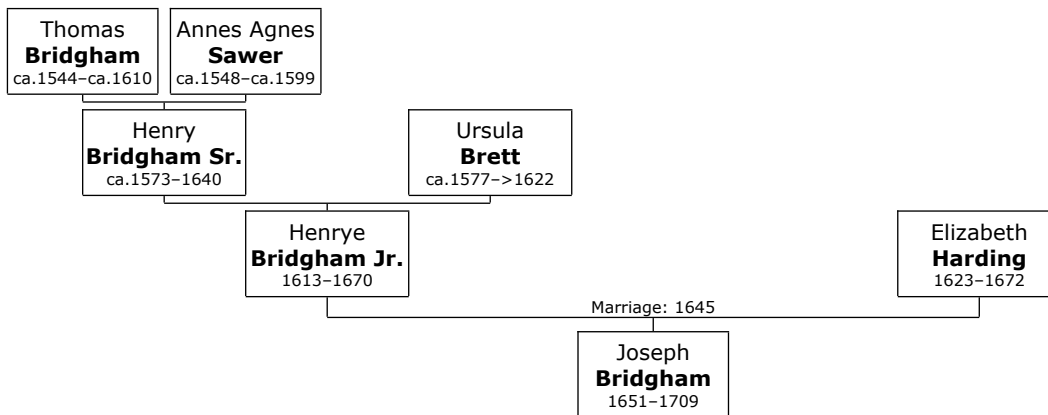 Thomas
Bridgham
ca.1544–ca.1610
Annes Agnes
Sawer
ca.1548–ca.1599
Henry
Bridgham Sr.
ca.1573–1640
Ursula
Brett
ca.1577–>1622
Henrye
Bridgham Jr.
1613–1670
Elizabeth
Harding
1623–1672
Marriage: 1645
Joseph
Bridgham
1651–1709